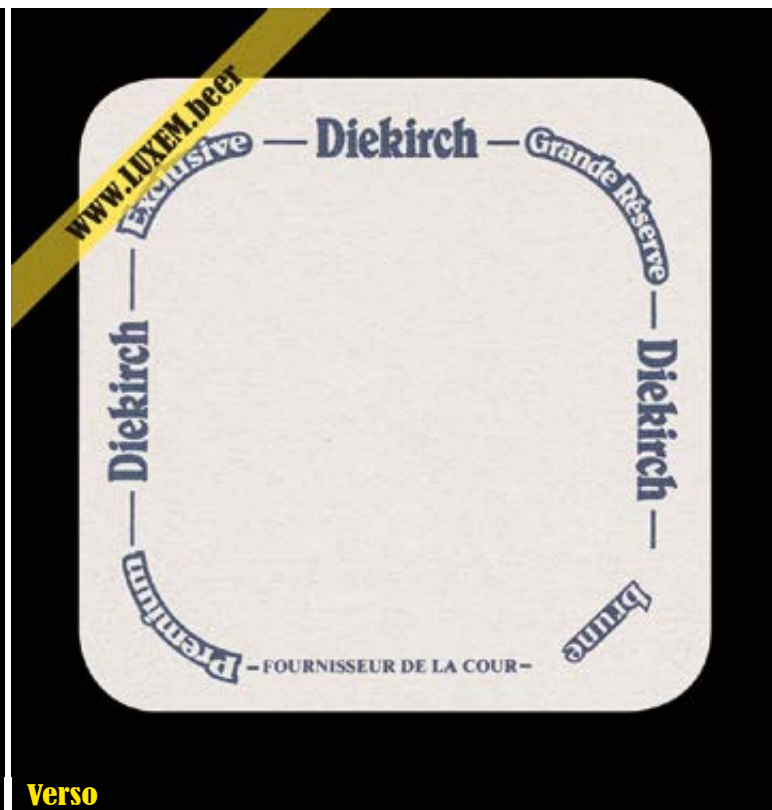 www.LUXEM.beer
Exclusive
Diekirch
Grande Réserve
Diekirch
brune
FOURNISSEUR DE LA COUR
Premium
Diekirch
Verso